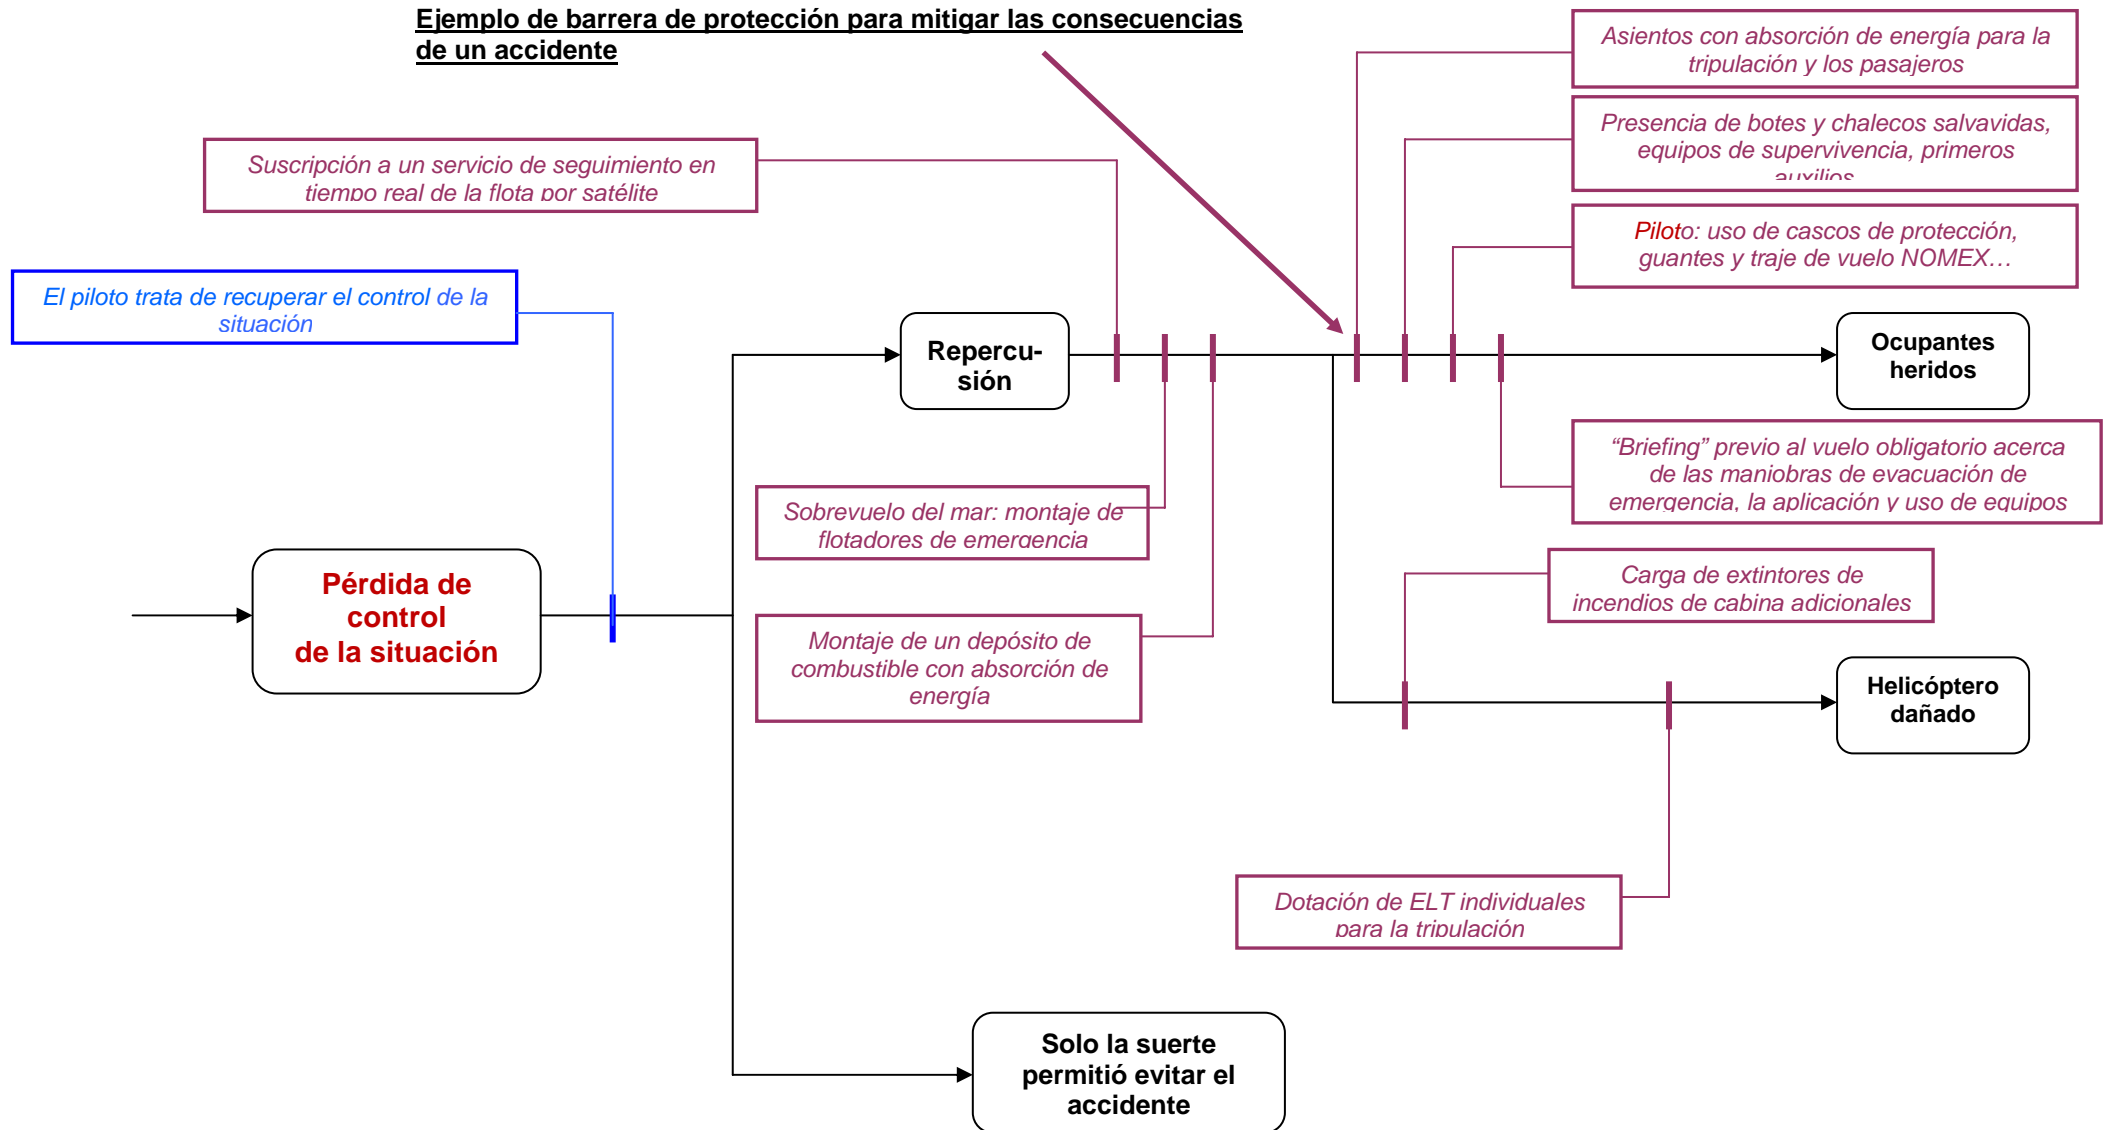 Ejemplo de barrera de protección para mitigar las consecuencias
de un accidente
Asientos con absorción de energía para la
tripulación y los pasajeros
Presencia de botes y chalecos salvavidas,
equipos de supervivencia, primeros
auxilios
Suscripción a un servicio de seguimiento en
tiempo real de la flota por satélite
Piloto: uso de cascos de protección,
guantes y traje de vuelo NOMEX…
El piloto trata de recuperar el control de la
situación
Repercu-
sión
Ocupantes
heridos
“Briefing” previo al vuelo obligatorio acerca
de las maniobras de evacuación de
emergencia, la aplicación y uso de equipos
Sobrevuelo del mar: montaje de
flotadores de emergencia
Pérdida de
control
de la situación
Carga de extintores de
incendios de cabina adicionales
Montaje de un depósito de
combustible con absorción de
energía
Helicóptero
dañado
Dotación de ELT individuales
para la tripulación
Solo la suerte
permitió evitar el
accidente